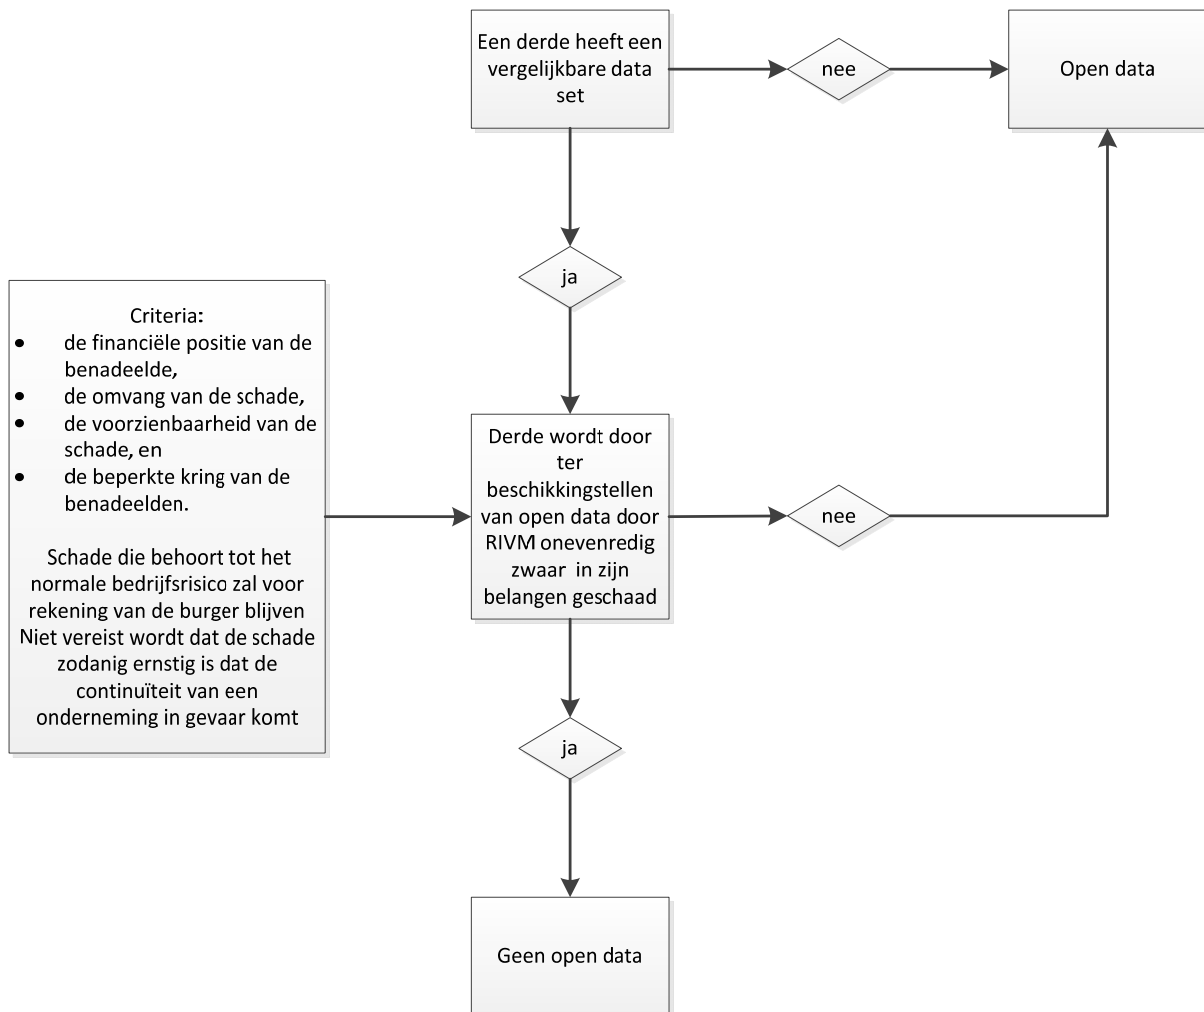 Een derde heeft een
vergelijkbare data
set
nee
Open data
ja
Criteria:
• de financiële positie van de
benadeelde,
• de omvang van de schade,
• de voorzienbaarheid van de
schade, en
• de beperkte kring van de
benadeelden.
Schade die behoort tot het
normale bedrijfsrisico zal voor
rekening van de burger blijven
Niet vereist wordt dat de schade
zodanig ernstig is dat de
continuïteit van een
onderneming in gevaar komt
Derde wordt door
ter
beschikkingstellen
van open data door
RIVM onevenredig
zwaar in zijn
belangen geschaad
nee
ja
Geen open data